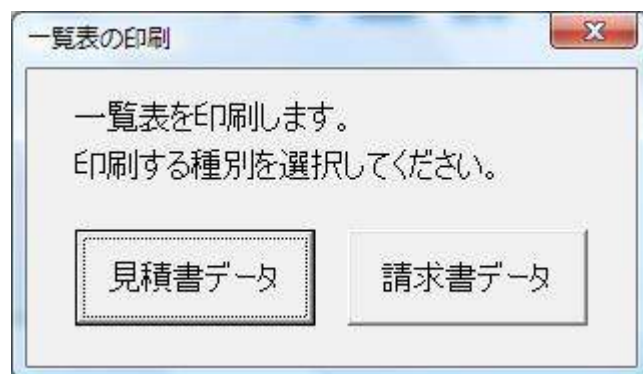 一覧表の印刷
一覧表を印刷します。
印刷する種別を選択してください。
見積書データ
請求書データ